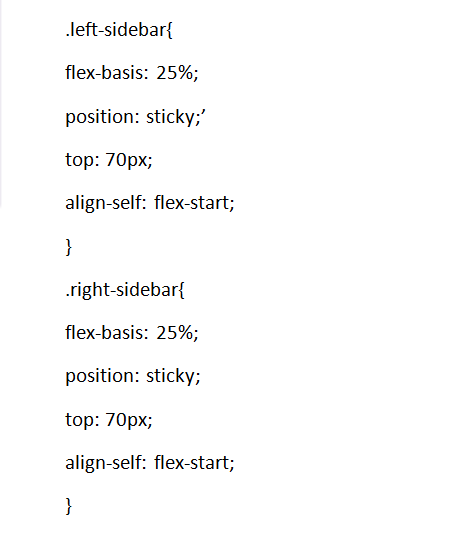 .left-sidebar{
flex-basis: 25%;
position: sticky;’
top: 70px;
align-self: flex-start;
}
.right-sidebar{
flex-basis: 25%;
position: sticky;
top: 70px;
align-self: flex-start;
}